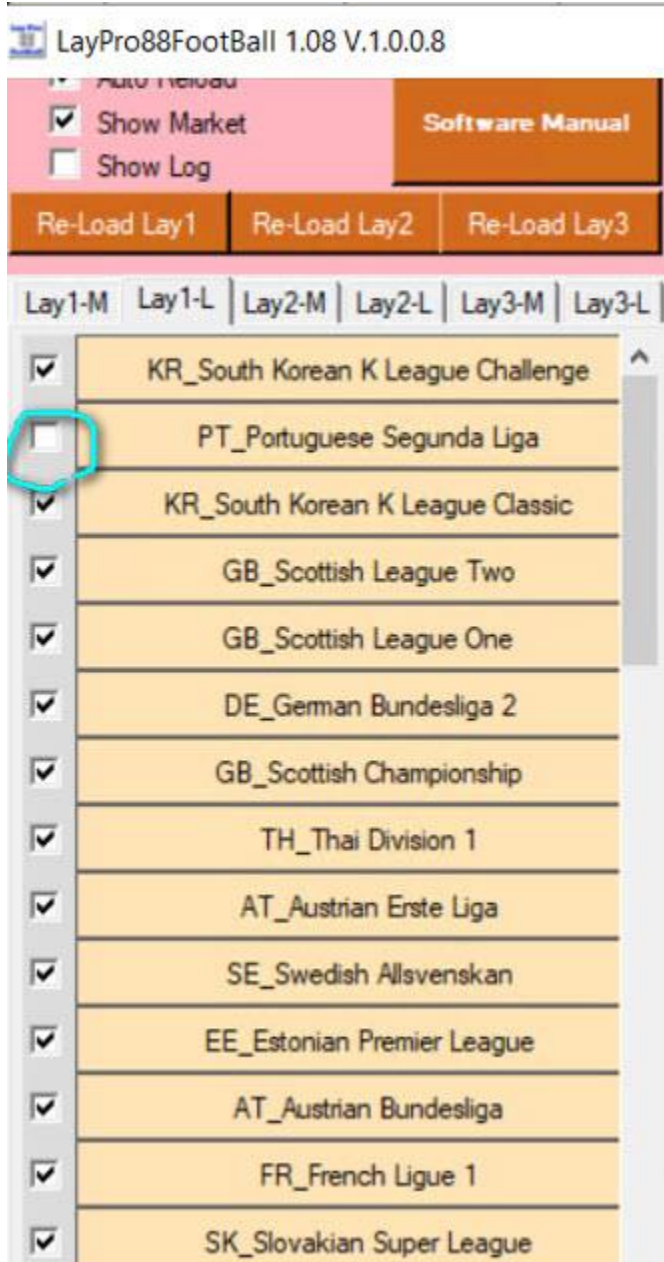 LayPro88FootBall 1.08 V.1.0.0.8
Auto Reload
Show Market
Software Manual
Show Log
Re-Load Lay1 Re-Load Lay2 Re-Load Lay3
Lay1-M Lay1-L Lay2-M Lay2-L Lay3-M Lay3-L
KR_South Korean K League Challenge
PT_Portuguese Segunda Liga
KR_South Korean K League Classic
GB_Scottish League Two
GB_Scottish League One
DE_German Bundesliga 2
GB_Scottish Championship
TH_Thai Division 1
AT_Austrian Erste Liga
SE_Swedish Allsvenskan
EE_Estonian Premier League
AT_Austrian Bundesliga
FR_French Ligue 1
SK_Slovakian Super League